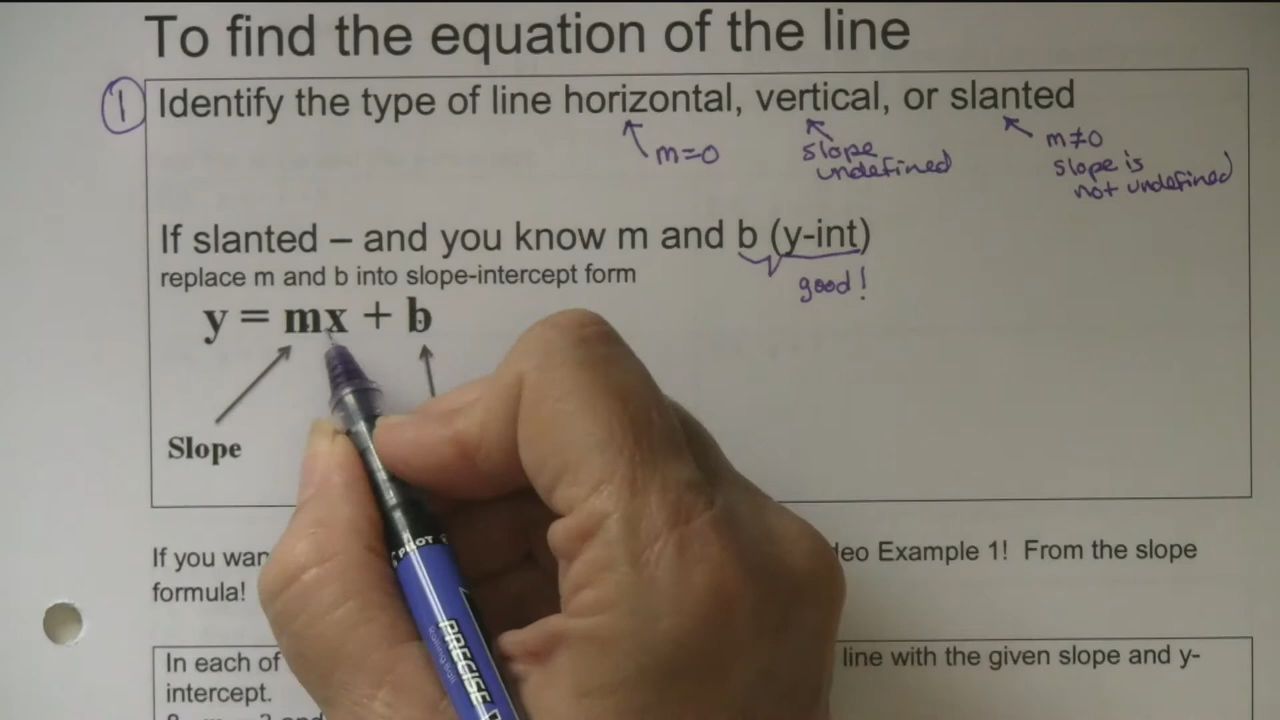 To find the equation of the line
1 Identify the type of line horizontal, vertical, or slanted
m=0
slope undefined
m≠0
slope is
not undefined
If slanted – and you know m and b (y-int)
replace m and b into slope-intercept form
good!
y = mx + b
Slope
If you wan
deo Example 1! From the slope
formula!
PILOT
PRECISE
Rolling Ball
In each of
line with the given slope and y-
intercept.